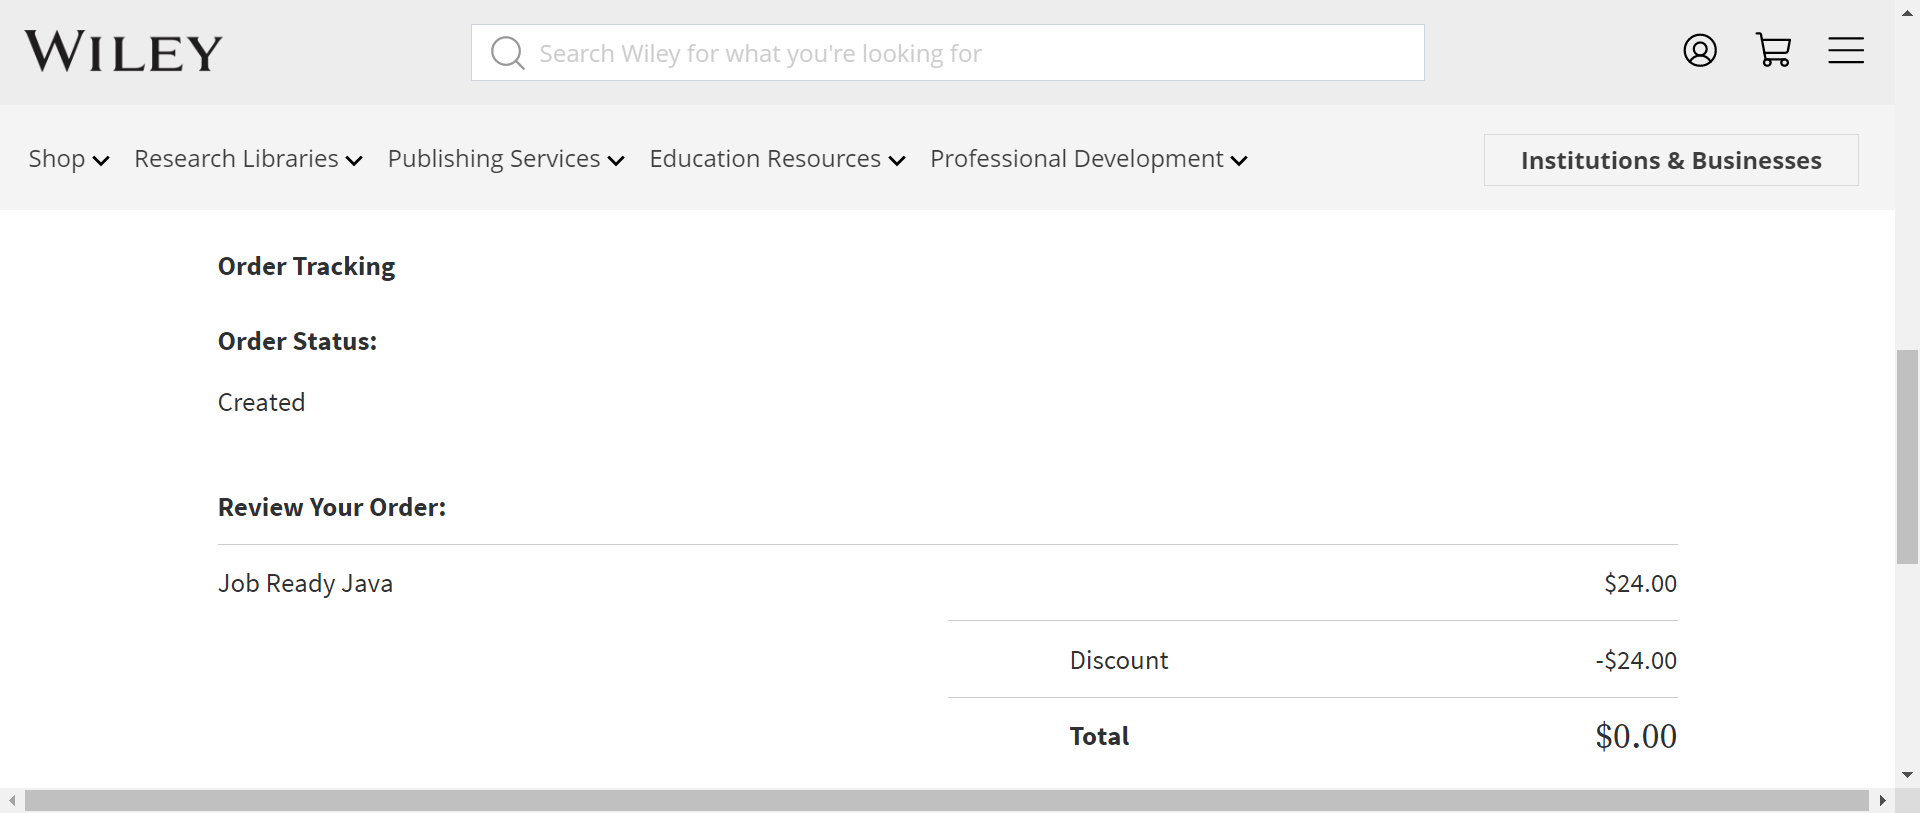 WILEY
Search Wiley for what you're looking for
Shop Research Libraries Publishing Services Education Resources Professional Development Institutions & Businesses
Order Tracking
Order Status:
Created
Review Your Order:
Job Ready Java $24.00
Discount -$24.00
Total $0.00